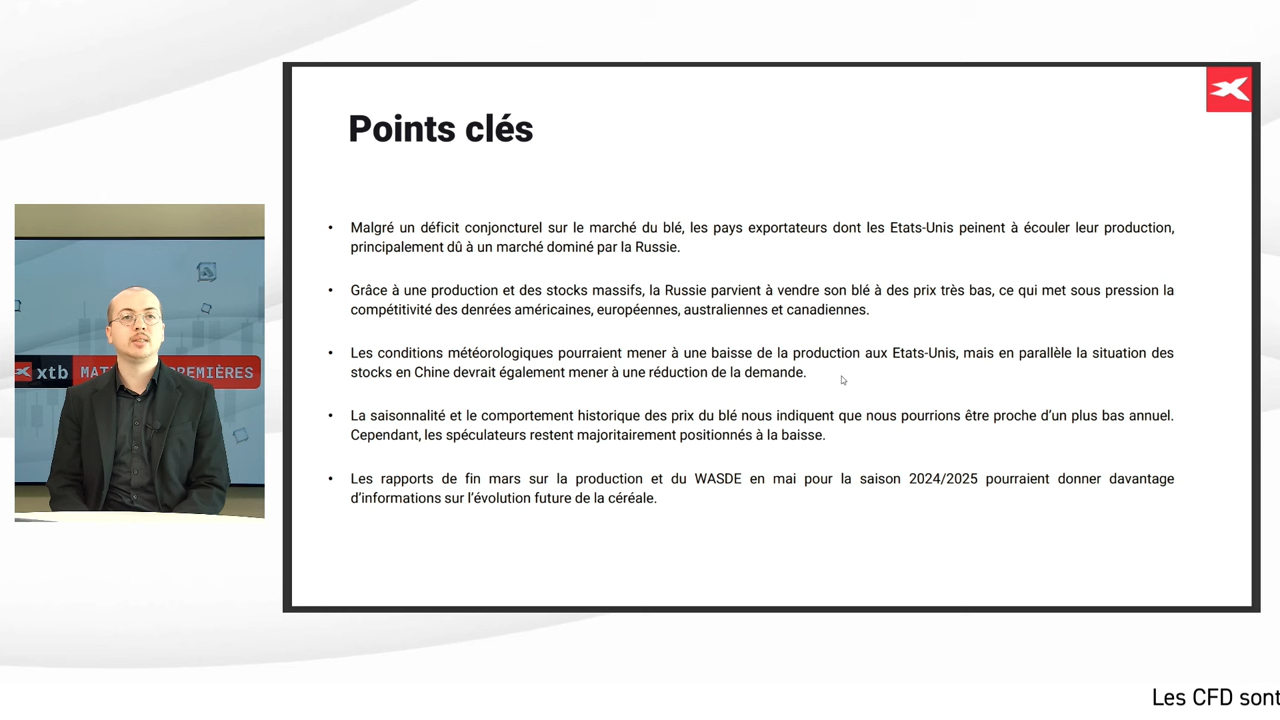 Points clés
• Malgré un déficit conjoncturel sur le marché du blé, les pays exportateurs dont les Etats-Unis peinent à écouler leur production,
principalement dû à un marché dominé par la Russie.
• Grâce à une production et des stocks massifs, la Russie parvient à vendre son blé à des prix très bas, ce qui met sous pression la
compétitivité des denrées américaines, européennes, australiennes et canadiennes.
• Les conditions météorologiques pourraient mener à une baisse de la production aux Etats-Unis, mais en parallèle la situation des
stocks en Chine devrait également mener à une réduction de la demande.
• La saisonnalité et le comportement historique des prix du blé nous indiquent que nous pourrions être proche d'un plus bas annuel.
Cependant, les spéculateurs restent majoritairement positionnés à la baisse.
• Les rapports de fin mars sur la production et du WASDE en mai pour la saison 2024/2025 pourraient donner davantage
d'informations sur l'évolution future de la céréale.
xtb
Les CFD sont